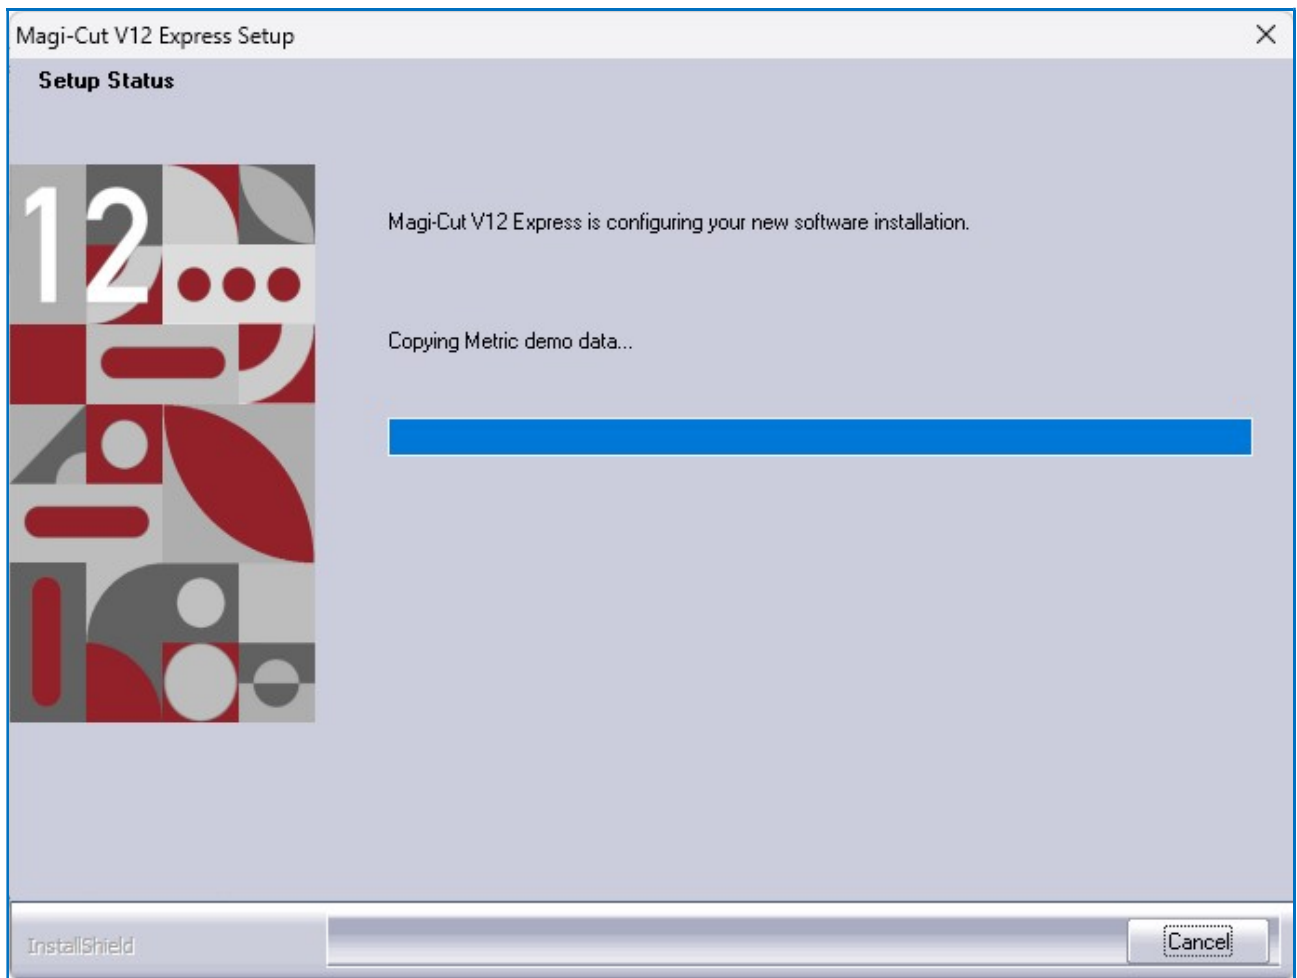 Magi-Cut V12 Express Setup
Setup Status
12
Magi-Cut V12 Express is configuring your new software installation.
Copying Metric demo data...
InstallShield
Cancel